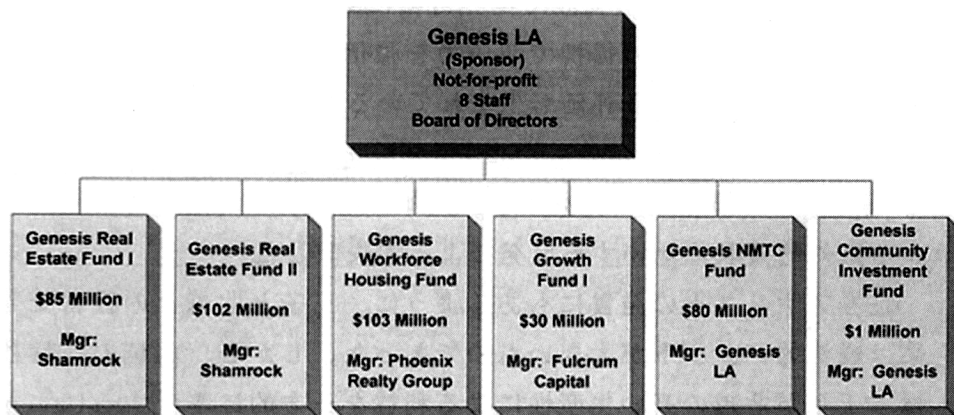 Genesis LA
(Sponsor)
Not-for-profit
8 Staff
Board of Directors
Genesis Real
Estate Fund I
$85 Million
Mgr:
Shamrock
Genesis Real
Estate Fund II
$102 Million
Mgr:
Shamrock
Genesis
Workforce
Housing Fund
$103 Million
Mgr: Phoenix
Realty Group
Genesis
Growth
Fund I
$30 Million
Mgr: Fulcrum
Capital
Genesis NMTC
Fund
$80 Million
Mgr: Genesis
LA
Genesis
Community
Investment
Fund
$1 Million
Mgr: Genesis
LA